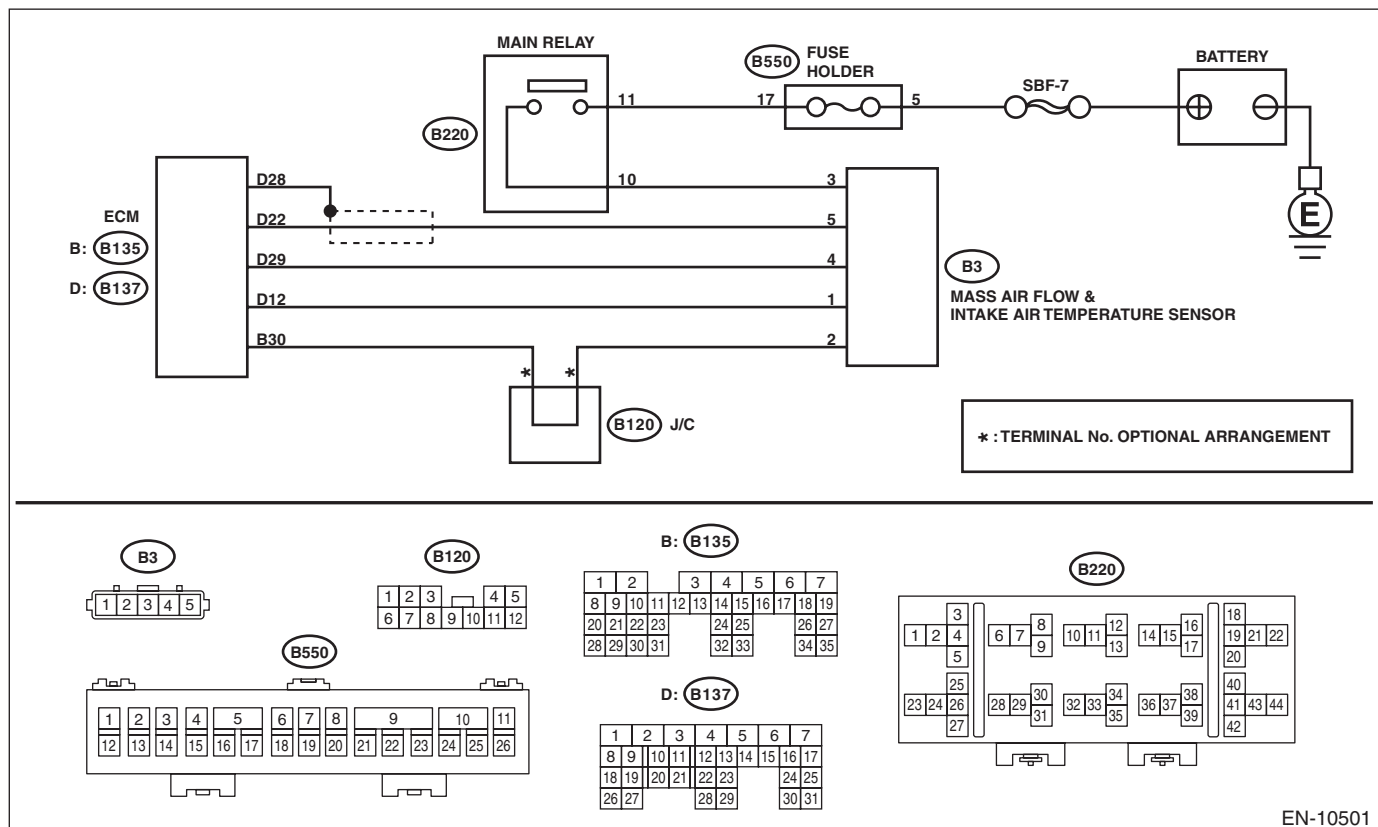 MAIN RELAY
B550
FUSE
HOLDER
BATTERY
SBF-7
11
17
5
B220
10
3
ECM
B: B135
D: B137
D28
D22
5
D29
4
D12
1
B30
2
E
B3
MASS AIR FLOW &
INTAKE AIR TEMPERATURE SENSOR
* *
B120 J/C
* : TERMINAL No. OPTIONAL ARRANGEMENT
B3
1 2 3 4 5
B120
1 2 3 4 5
6 7 8 9 10 11 12
B: B135
1 2 3 4 5 6 7
8 9 10 11 12 13 14 15 16 17 18 19
20 21 22 23 24 25 26 27
28 29 30 31 32 33 34 35
B220
3 8 12 16 18
1 2 4 6 7 10 11 14 15 19 21 22
5 9 13 17 20
25 30 34 38 40
23 24 26 28 29 32 33 36 37 41 43 44
27 31 35 39 42
B550
1 2 3 4 5 6 7 8 9 10 11
12 13 14 15 16 17 18 19 20 21 22 23 24 25 26
D: B137
1 2 3 4 5 6 7
8 9 10 11 12 13 14 15 16 17
18 19 20 21 22 23 24 25
26 27 28 29 30 31
EN-10501